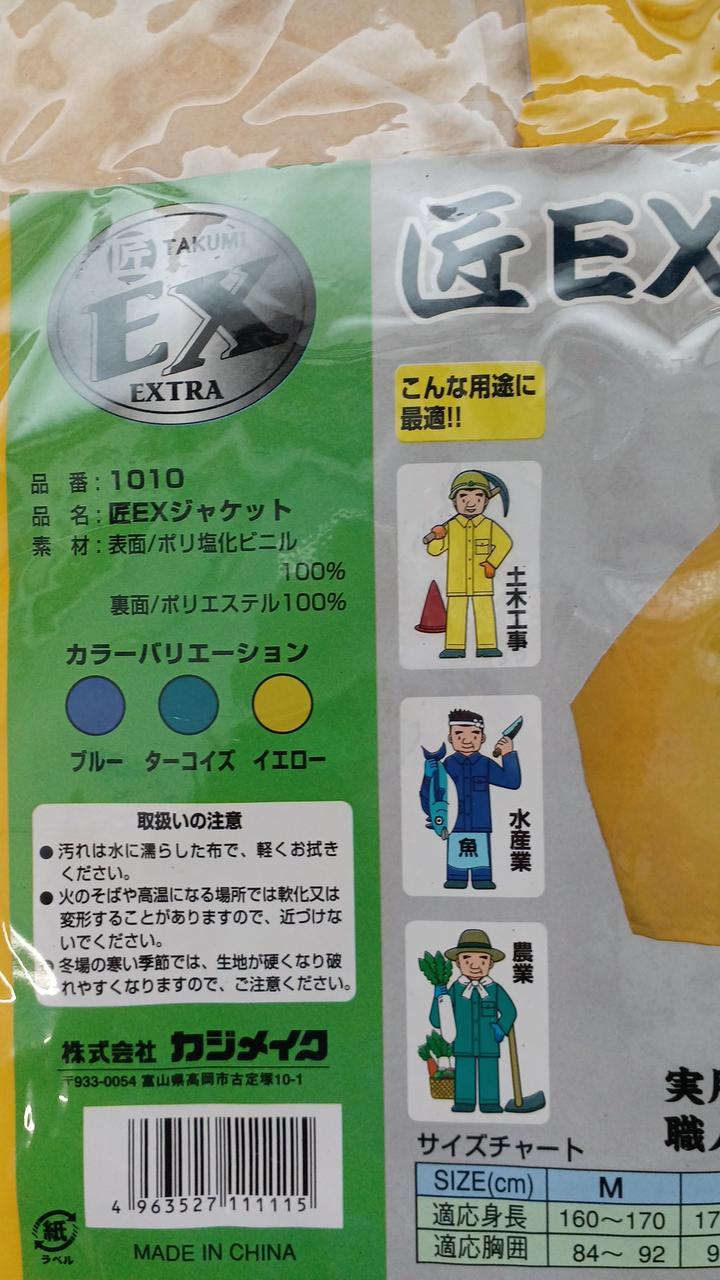 匠 TAKUMI
EX
EXTRA
品 番：1010
品 名：匠EXジャケット
素 材：表面/ポリ塩化ビニル
100%
裏面/ポリエステル100%
カラーバリエーション
ブルー ターコイズ イエロー
取扱いの注意
●汚れは水に濡らした布で、軽くお拭き
ください。
●火のそばや高温になる場所では軟化又は
変形することがありますので、近づけな
いでください。
●冬場の寒い季節では、生地が硬くなり破
れやすくなりますので、ご注意ください。
株式会社 カジメイク
〒933-0054 富山県高岡市古定塚10-1
4 963527 111115
紙
ラベル
MADE IN CHINA
匠EX
こんな用途に
最適!!
土木工事
水産業
魚
農業
実用
職人
サイズチャート
SIZE(cm) M
適応身長 160〜170 17
適応胸囲 84〜 92 9